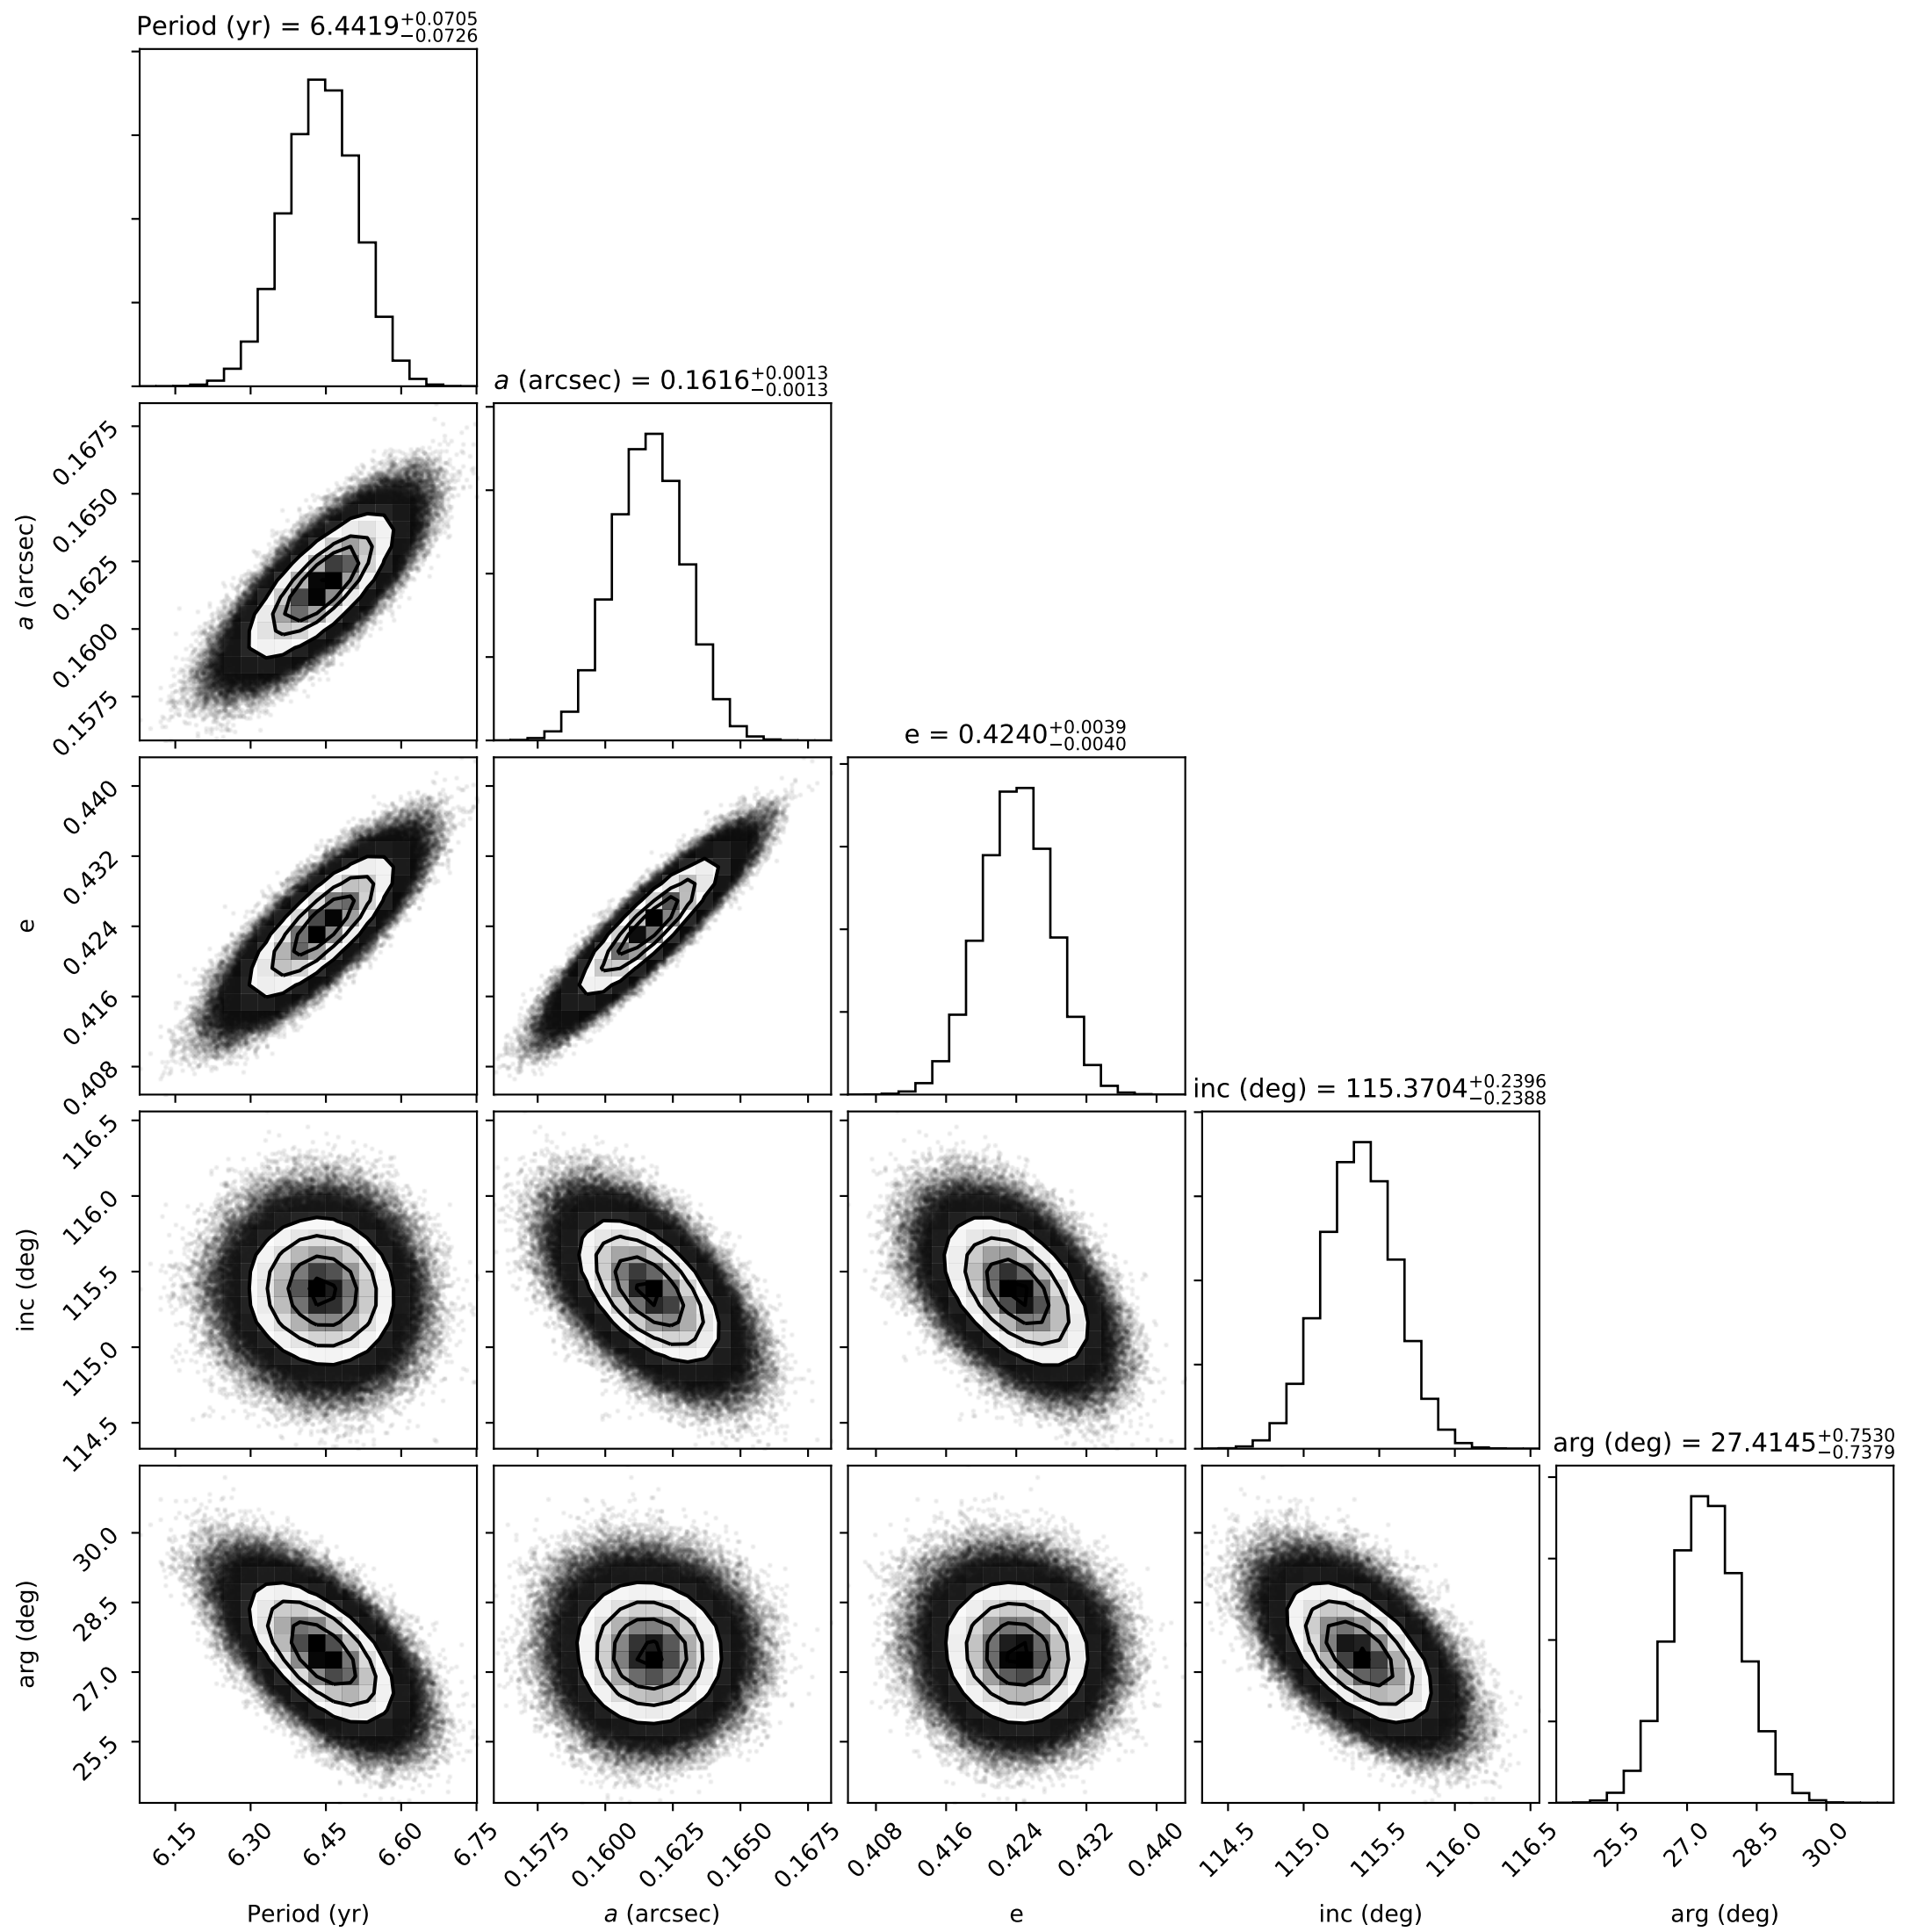 Period (yr) = 6.4419+0.0705−0.0726
a (arcsec) = 0.1616+0.0013−0.0013
0.1675
0.1650
0.1625
0.1600
0.1575
a (arcsec)
e = 0.4240+0.0039−0.0040
0.440
0.432
0.424
0.416
0.408
e
inc (deg) = 115.3704+0.2396−0.2388
116.5
116.0
115.5
115.0
114.5
inc (deg)
arg (deg) = 27.4145+0.7530−0.7379
30.0
28.5
27.0
25.5
arg (deg)
6.15 6.30 6.45 6.60 6.75 0.1575 0.1600 0.1625 0.1650 0.1675 0.408 0.416 0.424 0.432 0.440 114.5 115.0 115.5 116.0 116.5 25.5 27.0 28.5 30.0
Period (yr) a (arcsec) e inc (deg) arg (deg)